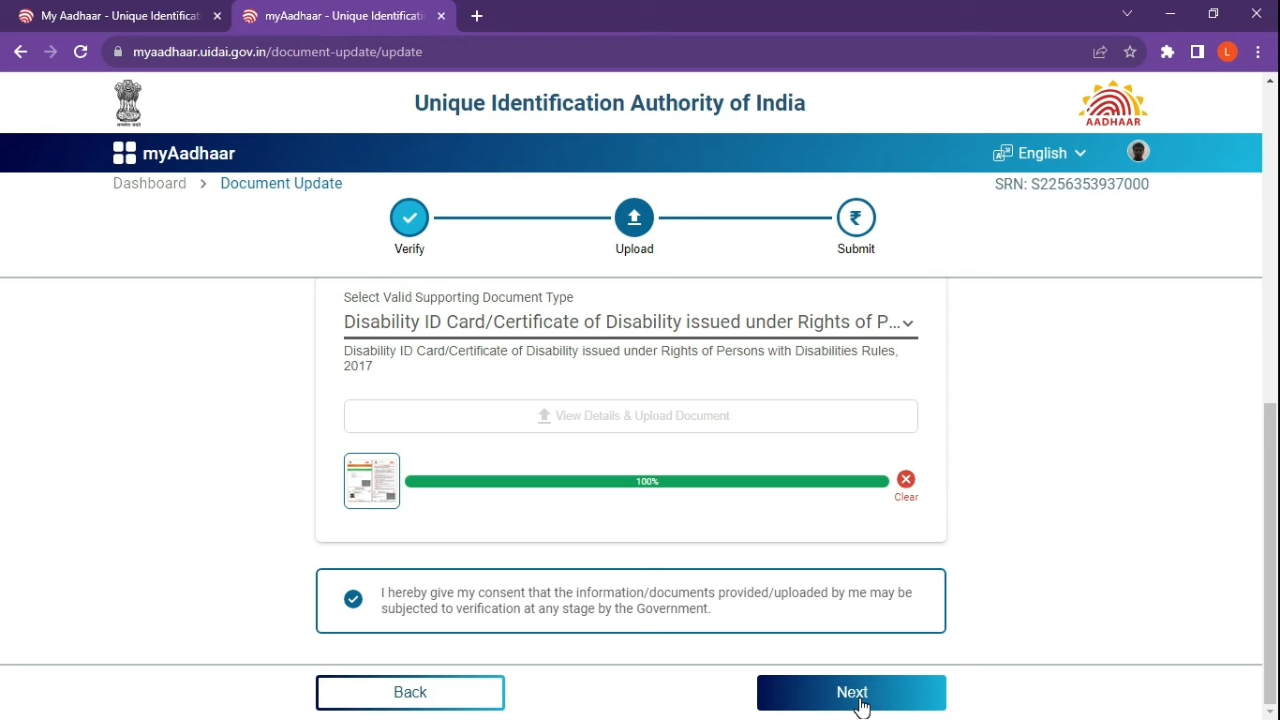 My Aadhar - Unique Identificat
myAadhaar - Unique Identificati
myaadhaar.uidai.gov.in/document-update/update
L
Unique Identification Authority of India
AADHAAR
myAadhaar
English
Dashboard > Document Update
SRN: S2256353937000
₹
Verify
Upload
Submit
Select Valid Supporting Document Type
Disability ID Card/Certificate of Disability issued under Rights of P...
Disability ID Card/Certificate of Disability issued under Rights of Persons with Disabilities Rules,
2017
View Details & Upload Document
100%
Clear
I hereby give my consent that the information/documents provided/uploaded by me may be
subjected to verification at any stage by the Government.
Back
Next